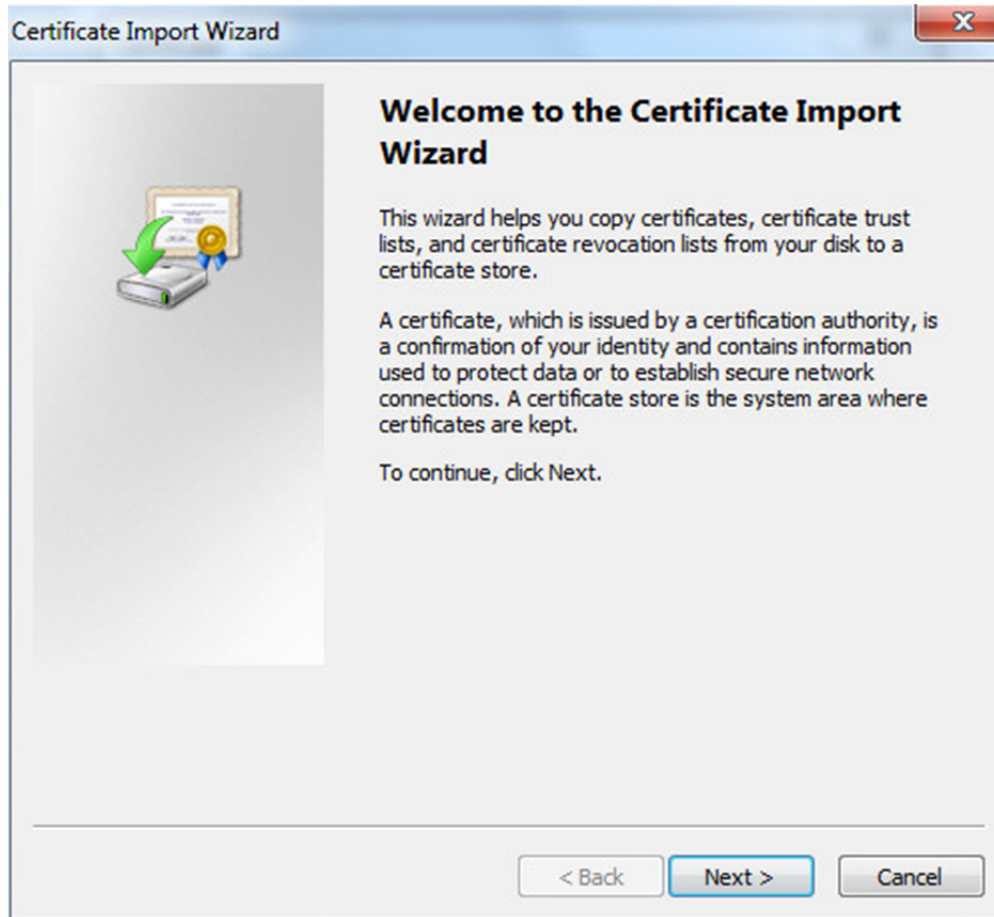 Certificate Import Wizard
Welcome to the Certificate Import
Wizard
This wizard helps you copy certificates, certificate trust
lists, and certificate revocation lists from your disk to a
certificate store.
A certificate, which is issued by a certification authority, is
a confirmation of your identity and contains information
used to protect data or to establish secure network
connections. A certificate store is the system area where
certificates are kept.
To continue, click Next.
< Back
Next >
Cancel